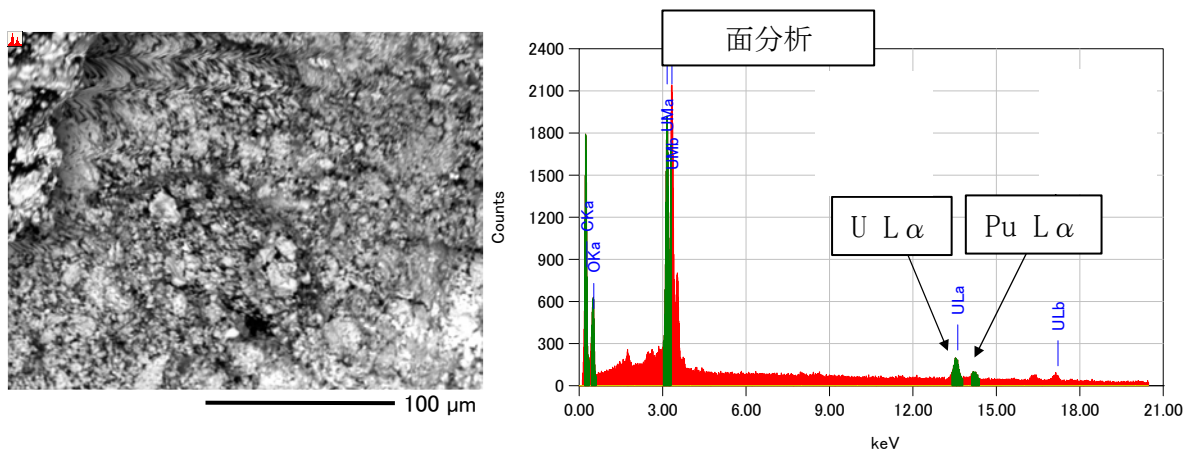 100 μm
面分析
2400
2100
1800
1500
1200
900
600
300
0
Counts
CKa
OKa
UMa
UMb
U Lα
Pu Lα
ULa
ULb
0.00 3.00 6.00 9.00 12.00 15.00 18.00 21.00
keV